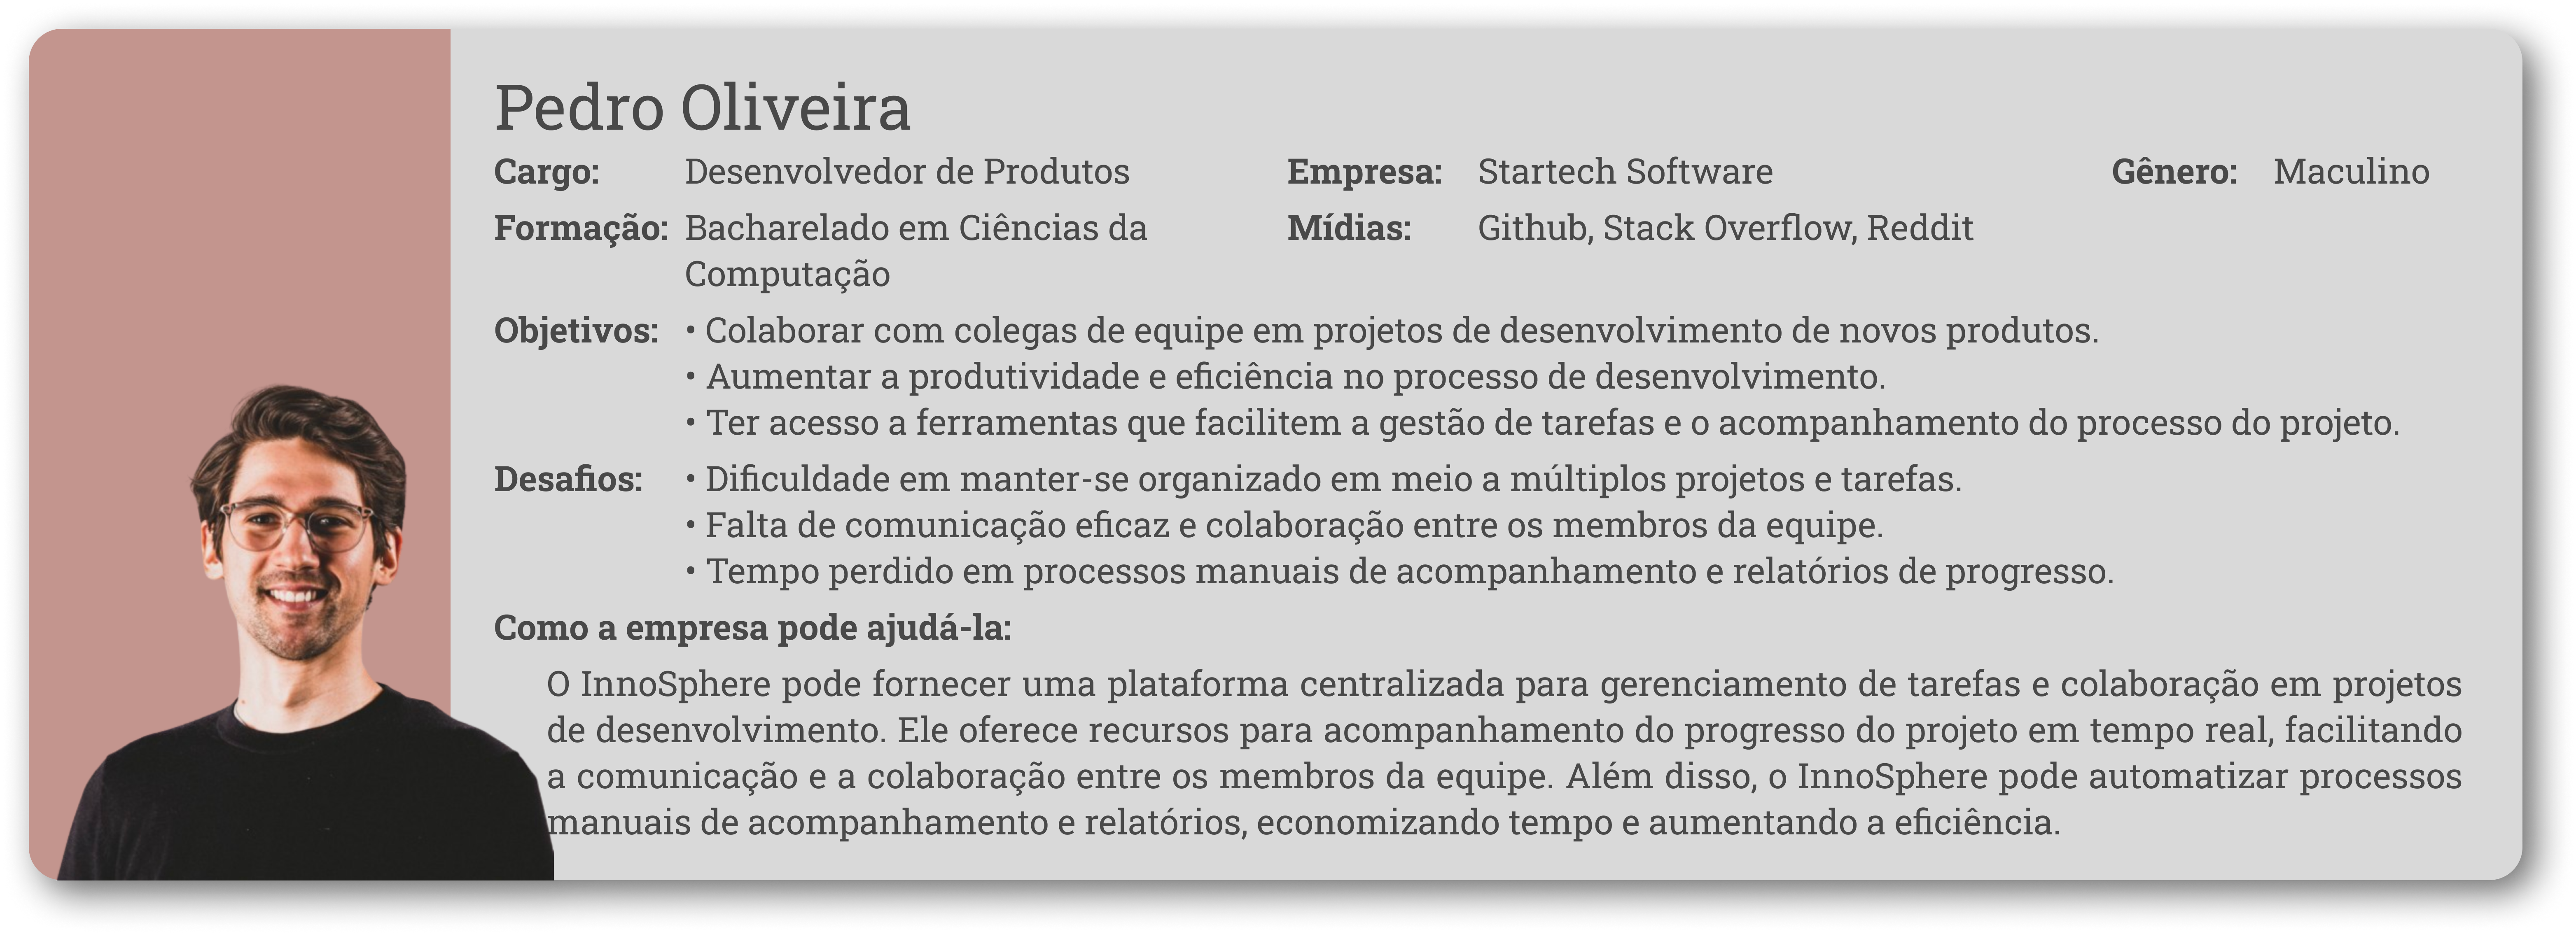 Pedro Oliveira
Cargo: Desenvolvedor de Produtos Empresa: Startech Software Gênero: Maculino
Formação: Bacharelado em Ciências da Mídias: Github, Stack Overflow, Reddit
Computação
Objetivos: • Colaborar com colegas de equipe em projetos de desenvolvimento de novos produtos.
• Aumentar a produtividade e eficiência no processo de desenvolvimento.
• Ter acesso a ferramentas que facilitem a gestão de tarefas e o acompanhamento do processo do projeto.
Desafios: • Dificuldade em manter-se organizado em meio a múltiplos projetos e tarefas.
• Falta de comunicação eficaz e colaboração entre os membros da equipe.
• Tempo perdido em processos manuais de acompanhamento e relatórios de progresso.
Como a empresa pode ajudá-la:
O InnoSphere pode fornecer uma plataforma centralizada para gerenciamento de tarefas e colaboração em projetos
de desenvolvimento. Ele oferece recursos para acompanhamento do progresso do projeto em tempo real, facilitando
a comunicação e a colaboração entre os membros da equipe. Além disso, o InnoSphere pode automatizar processos
manuais de acompanhamento e relatórios, economizando tempo e aumentando a eficiência.